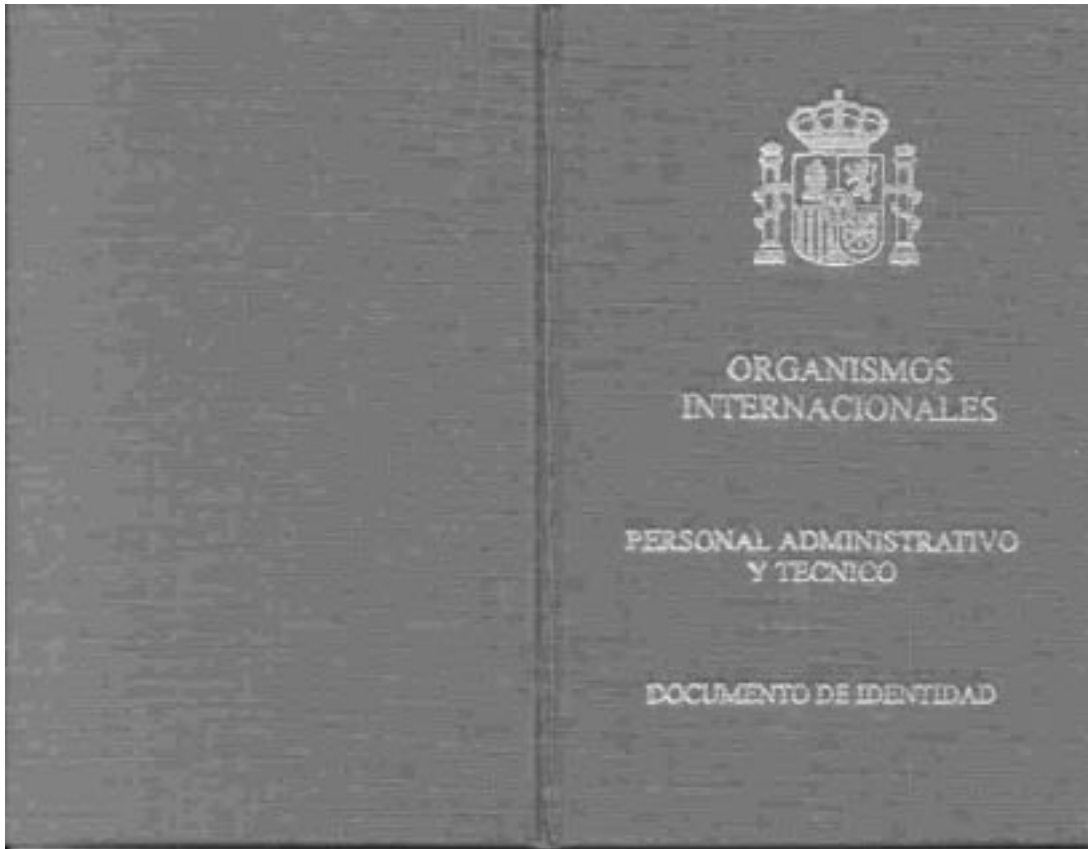 ORGANISMOS
INTERNACIONALES
PERSONAL ADMINISTRATIVO
Y TECNICO
DOCUMENTO DE IDENTIDAD